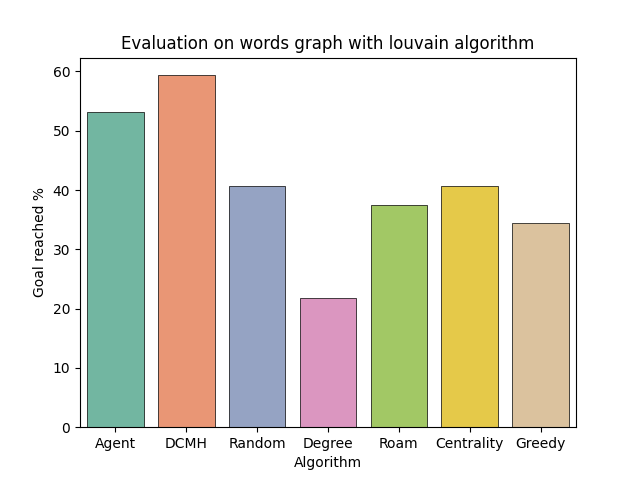 Evaluation on words graph with louvain algorithm
60
50
40
30
20
10
0
Goal reached %
Agent DCMH Random Degree Roam Centrality Greedy
Algorithm